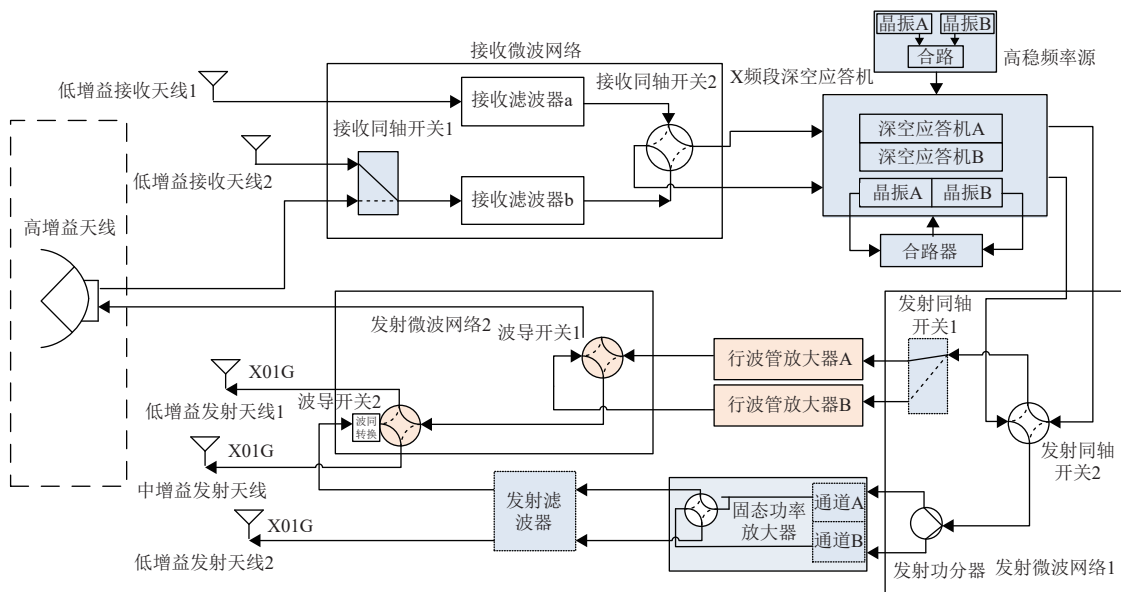 晶振A
晶振B
合路
高稳频率源
接收微波网络
X频段深空应答机
低增益接收天线1
接收滤波器a
接收同轴开关2
接收同轴开关1
低增益接收天线2
接收滤波器b
深空应答机A
深空应答机B
晶振A
晶振B
合路器
高增益天线
发射微波网络2
波导开关1
发射同轴
开关1
行波管放大器A
行波管放大器B
X01G
低增益发射天线1
波导开关2
波同
转换
X01G
中增益发射天线
发射同轴
开关2
发射滤
波器
固态功率
放大器
通道A
通道B
X01G
低增益发射天线2
发射功分器
发射微波网络1